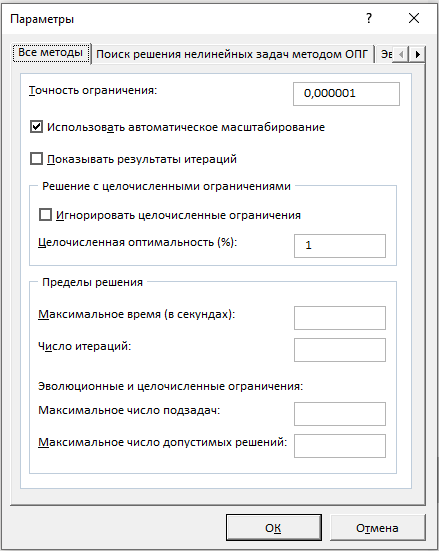 Параметры
Все методы Поиск решения нелинейных задач методом ОПГ Эв
Точность ограничения: 0,000001
Использовать автоматическое масштабирование
Показывать результаты итераций
Решение с целочисленными ограничениями
Игнорировать целочисленные ограничения
Целочисленная оптимальность (%): 1
Пределы решения
Максимальное время (в секундах):
Число итераций:
Эволюционные и целочисленные ограничения:
Максимальное число подзадач:
Максимальное число допустимых решений:
ОК Отмена